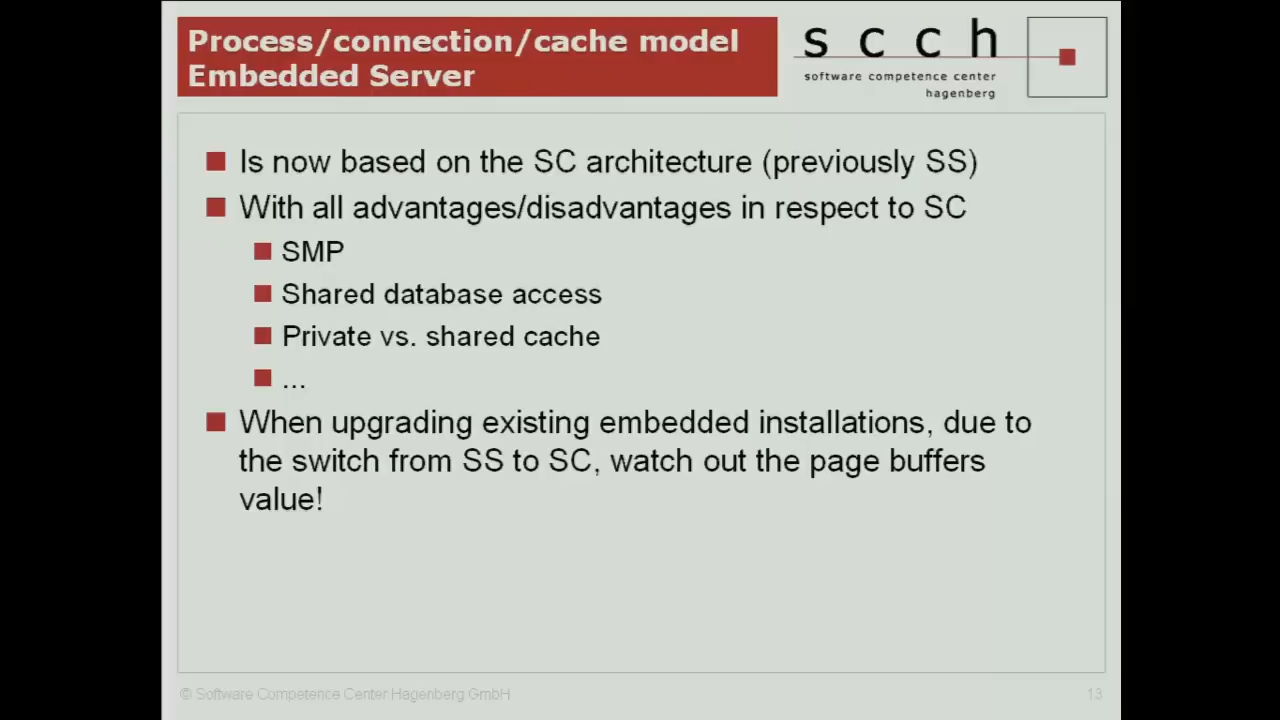 Process/connection/cache model
Embedded Server
scch
software competence center
hagenberg
Is now based on the SC architecture (previously SS)
With all advantages/disadvantages in respect to SC
SMP
Shared database access
Private vs. shared cache
...
When upgrading existing embedded installations, due to
the switch from SS to SC, watch out the page buffers
value!
© Software Competence Center Hagenberg GmbH
13